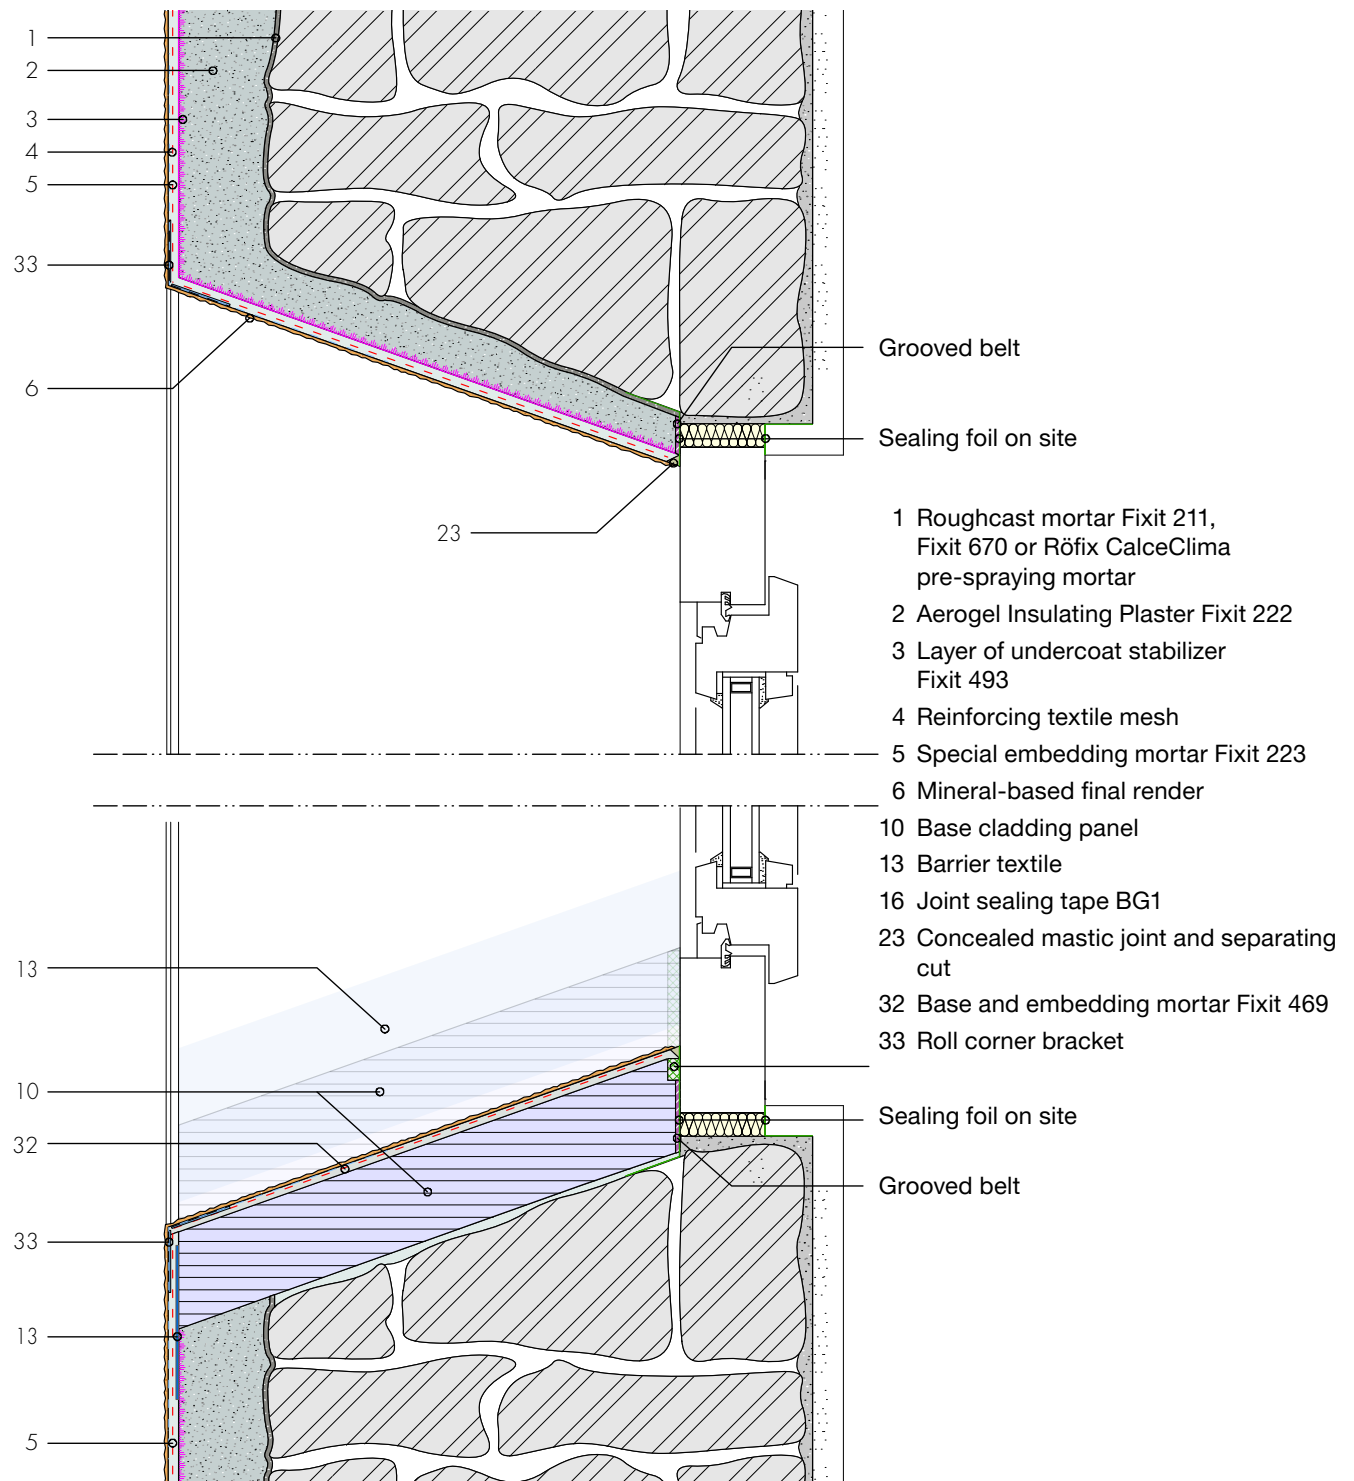 1
2
3
4
5
33
6
Grooved belt
Sealing foil on site
23
1 Roughcast mortar Fixit 211,
Fixit 670 or Röfix CalceClima
pre-spraying mortar
2 Aerogel Insulating Plaster Fixit 222
3 Layer of undercoat stabilizer
Fixit 493
4 Reinforcing textile mesh
5 Special embedding mortar Fixit 223
6 Mineral-based final render
10 Base cladding panel
13 Barrier textile
16 Joint sealing tape BG1
23 Concealed mastic joint and separating
cut
32 Base and embedding mortar Fixit 469
33 Roll corner bracket
13
10
32
33
13
5
Sealing foil on site
Grooved belt